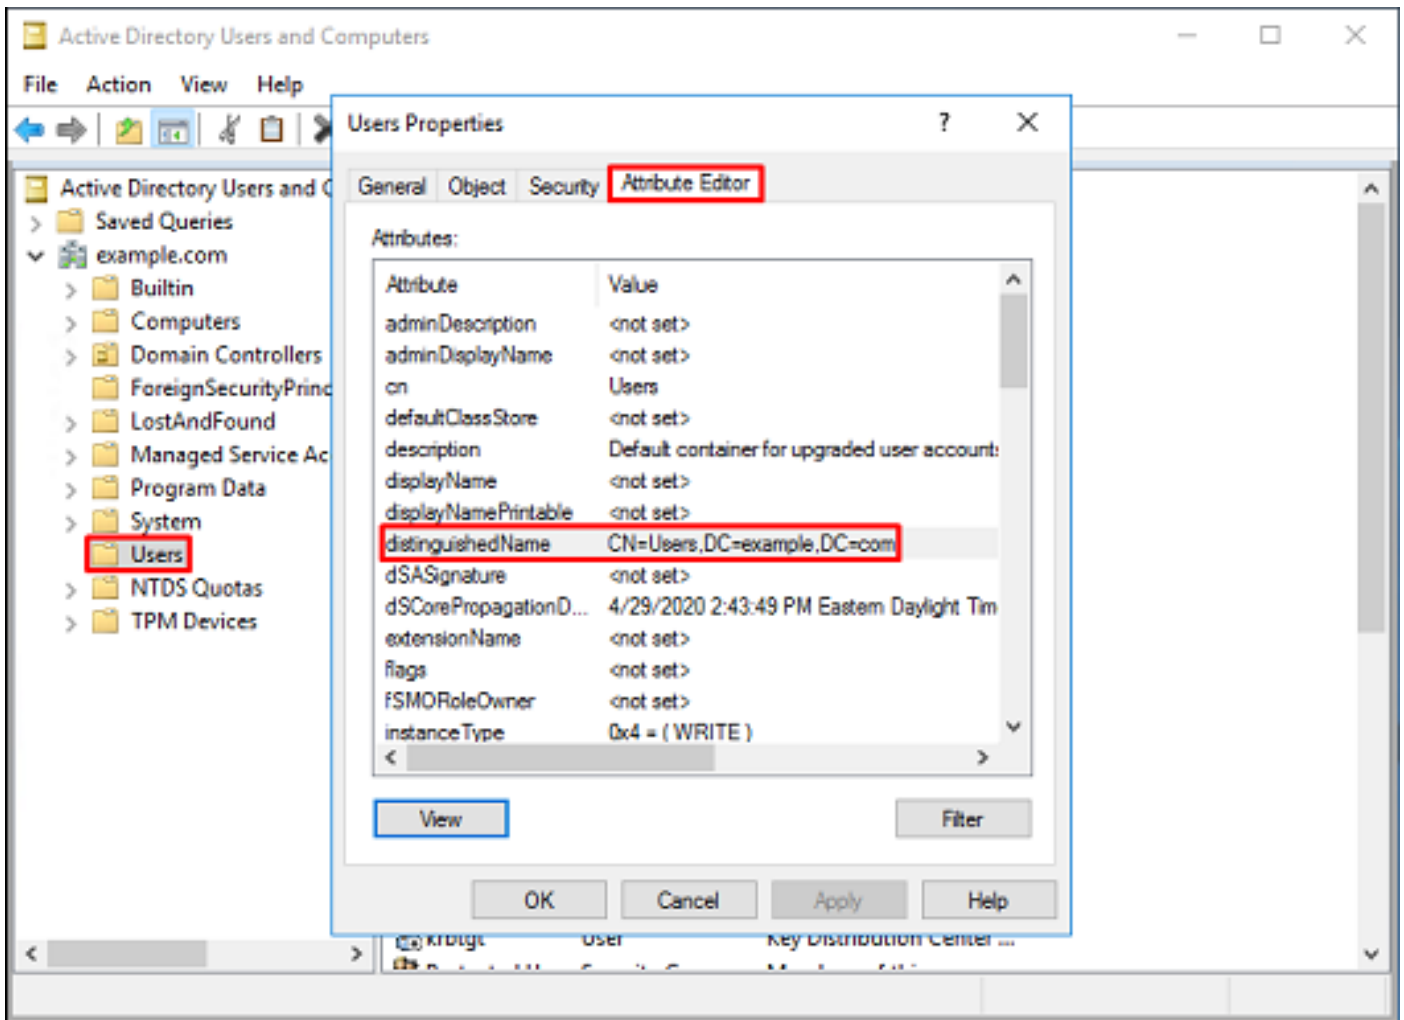 Active Directory Users and Computers
File Action View Help
Users Properties ?
Active Directory Users and C
Saved Queries
example.com
Builtin
Computers
Domain Controllers
ForeignSecurityPrinc
LostAndFound
Managed Service Ac
Program Data
System
Users
NTDS Quotas
TPM Devices
General Object Security Attribute Editor
Attributes:
Attribute Value
adminDescription <not set>
adminDisplayName <not set>
cn Users
defaultClassStore <not set>
description Default container for upgraded user accounts
displayName <not set>
displayNamePrintable <not set>
distinguishedName CN=Users,DC=example,DC=com
dSASignature <not set>
dSCorePropagationD... 4/29/2020 2:43:49 PM Eastern Daylight Tim
extensionName <not set>
flags <not set>
fSMORoleOwner <not set>
instanceType 0x4 = ( WRITE )
View Filter
OK Cancel Apply Help
krbtgt User Key Distribution Center ...